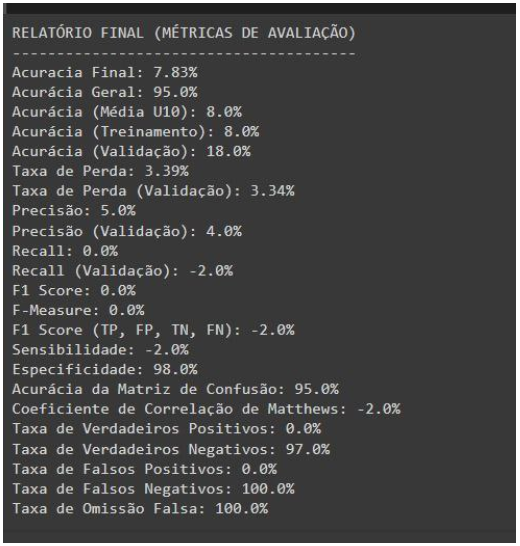 RELATÓRIO FINAL (MÉTRICAS DE AVALIAÇÃO)
---------------------------------------
Acuracia Final: 7.83%
Acurácia Geral: 95.0%
Acurácia (Média U10): 8.0%
Acurácia (Treinamento): 8.0%
Acurácia (Validação): 18.0%
Taxa de Perda: 3.39%
Taxa de Perda (Validação): 3.34%
Precisão: 5.0%
Precisão (Validação): 4.0%
Recall: 0.0%
Recall (Validação): -2.0%
F1 Score: 0.0%
F-Measure: 0.0%
F1 Score (TP, FP, TN, FN): -2.0%
Sensibilidade: -2.0%
Especificidade: 98.0%
Acurácia da Matriz de Confusão: 95.0%
Coeficiente de Correlação de Matthews: -2.0%
Taxa de Verdadeiros Positivos: 0.0%
Taxa de Verdadeiros Negativos: 97.0%
Taxa de Falsos Positivos: 0.0%
Taxa de Falsos Negativos: 100.0%
Taxa de Omissão Falsa: 100.0%